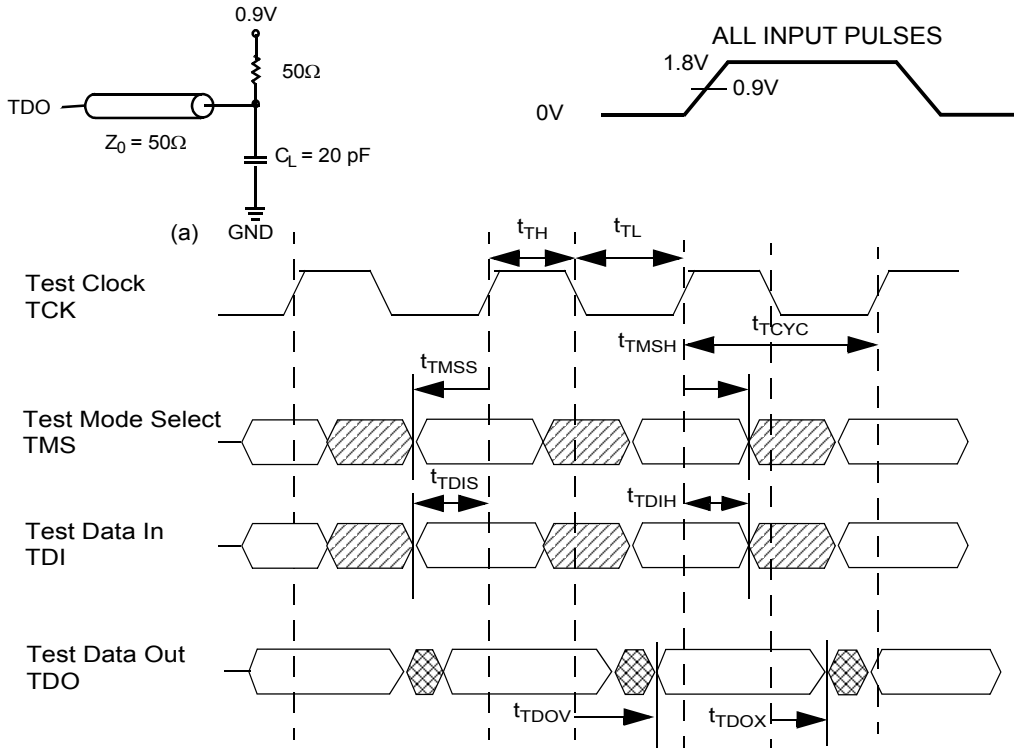 0.9V
ALL INPUT PULSES
50Ω
1.8V
0.9V
TDO
0V
Z0 = 50Ω
CL = 20 pF
(a)
GND
tTH
tTL
Test Clock
TCK
tTMSH
tTCYC
tTMSS
Test Mode Select
TMS
tTDIS
tTDIH
Test Data In
TDI
Test Data Out
TDO
tTDOV
tTDOX